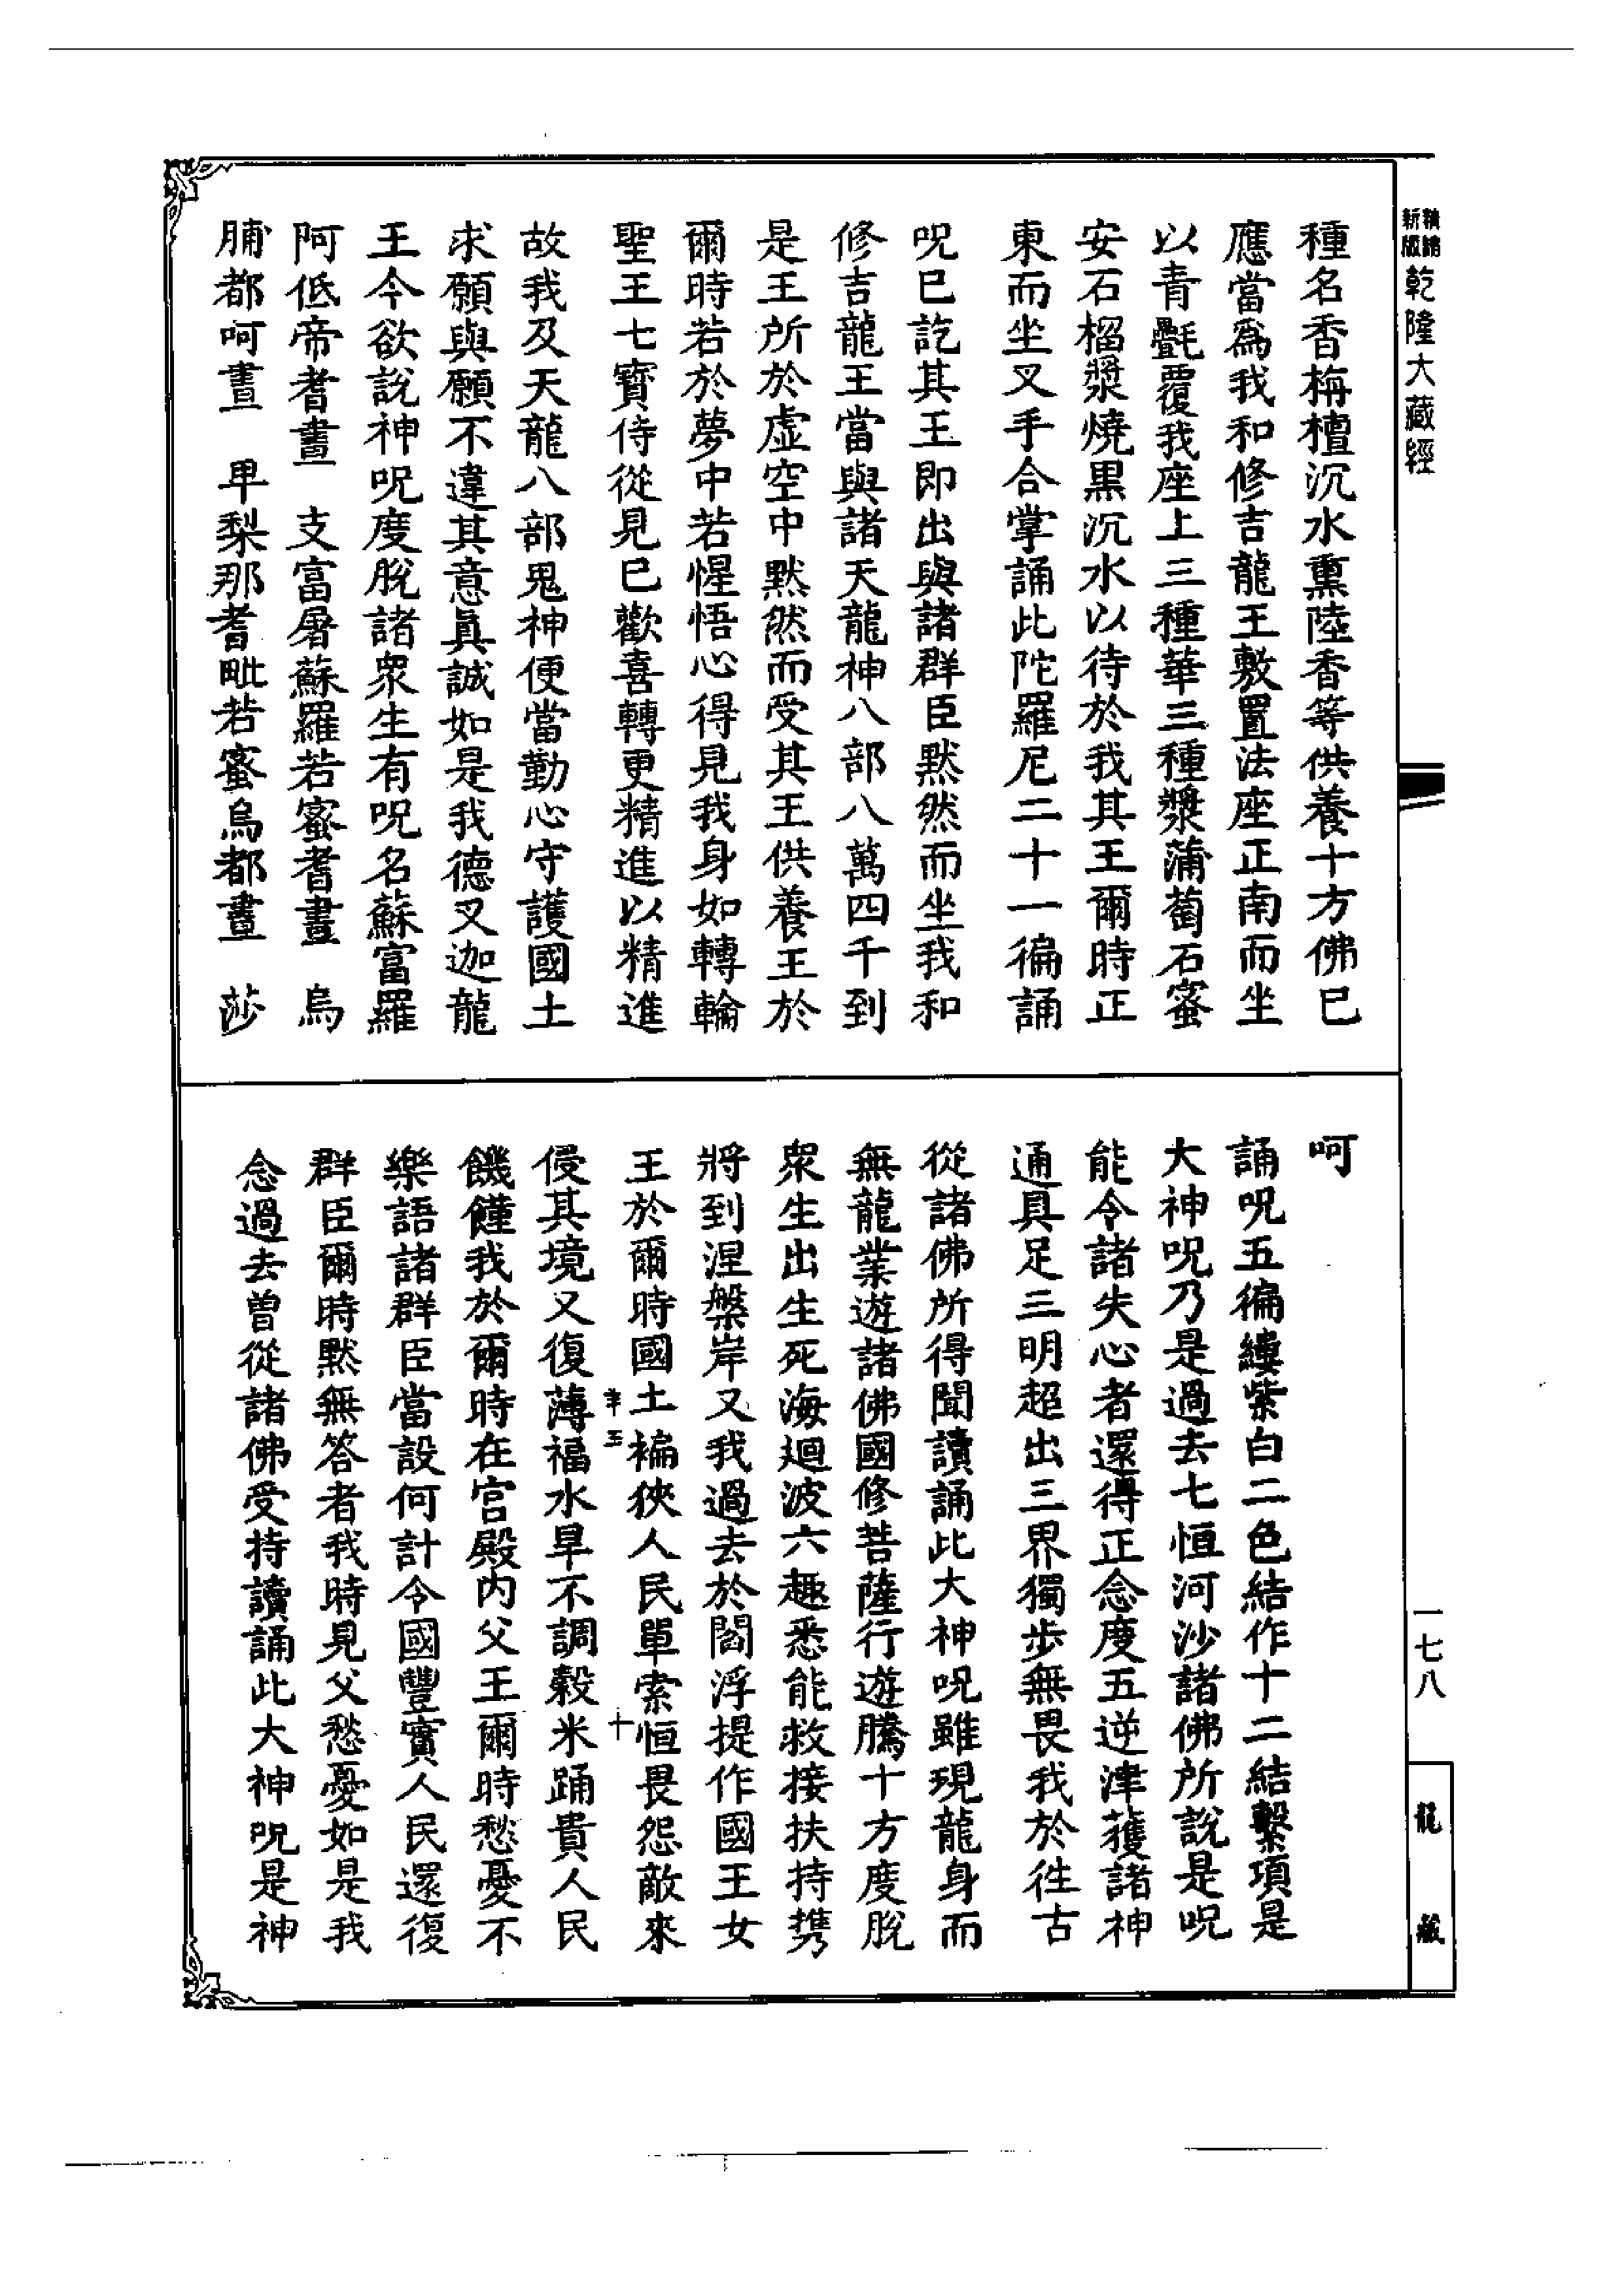 精繕
新版
乾隆大藏經
種名香栴檀沉水熏陸香等供養十方佛已
應當為我和修吉龍王敷置法座正南而坐
以青㲲覆我座上三種華三種漿蒲萄石蜜
安石榴漿燒黑沉水以待於我其王爾時正
東而坐叉手合掌誦此陀羅尼二十一徧誦
呪已訖其王即出與諸群臣默然而坐我和
修吉龍王當與諸天龍神八部八萬四千到
是王所於虛空中默然而受其王供養王於
爾時若於夢中若惺悟心得見我身如轉輪
聖王七寶侍從見已歡喜轉更精進以精進
故我及天龍八部鬼神便當勤心守護國土
求願與願不違其意眞誠如是我德叉迦龍
王今欲說神呪度脫諸眾生有呪名蘇富羅
阿低帝耆晝 支富屠蘇羅若蜜耆晝 烏
脯都呵晝 卑梨那耆毗若蜜烏都晝 莎
呵
誦呪五徧縷紫白二色結作十二結繫項是
大神呪乃是過去七恒河沙諸佛所說是呪
能令諸失心者還得正念度五逆津獲諸神
通具足三明超出三界獨步無畏我於往古
從諸佛所得聞讀誦此大神呪雖現龍身而
無龍業遊諸佛國修菩薩行遊騰十方度脫
眾生出生死海廻波六趣悉能救接扶持携
將到涅槃岸又我過去於閻浮提作國王女
王於爾時國土褊狹人民單索恒畏怨敵來
羊五
十
侵其境又復薄福水旱不調穀米踊貴人民
饑饉我於爾時在宮殿內父王爾時愁憂不
樂語諸群臣當設何計令國豐實人民還復
群臣爾時默無答者我時見父愁憂如是我
念過去曾從諸佛受持讀誦此大神呪是神
一七八
龍藏